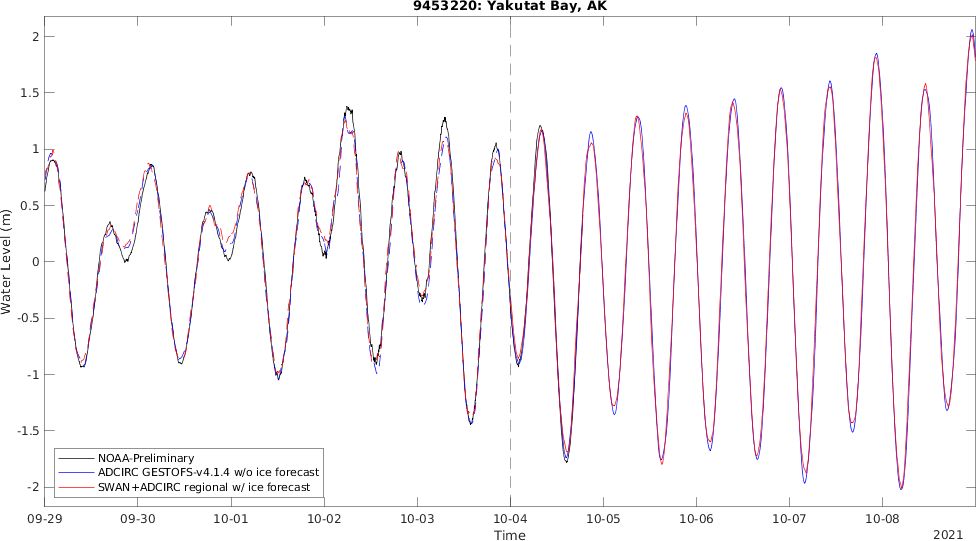 9453220: Yakutat Bay, AK
2
1.5
1
0.5
0
-0.5
-1
-1.5
-2
Water Level (m)
NOAA-Preliminary
ADCIRC GESTOFS-v4.1.4 w/o ice forecast
SWAN+ADCIRC regional w/ ice forecast
09-29 09-30 10-01 10-02 10-03 10-04 10-05 10-06 10-07 10-08
Time
2021